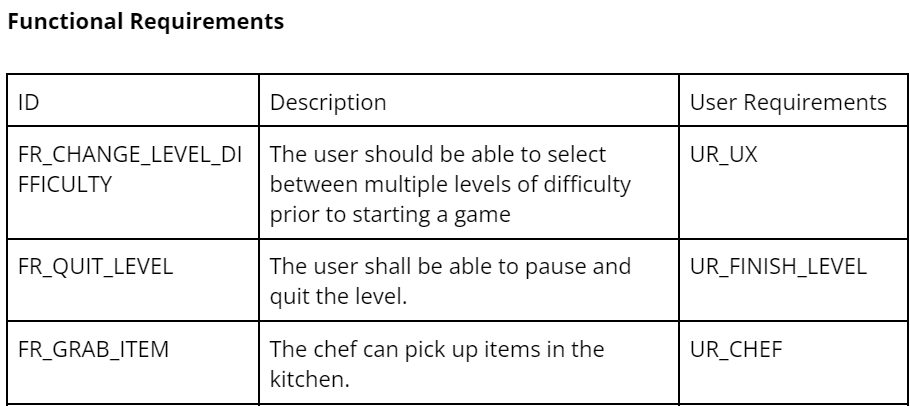 Functional Requirements
ID Description User Requirements
FR_CHANGE_LEVEL_DI The user should be able to select UR_UX
FFICULTY between multiple levels of difficulty
prior to starting a game
FR_QUIT_LEVEL The user shall be able to pause and UR_FINISH_LEVEL
quit the level.
FR_GRAB_ITEM The chef can pick up items in the UR_CHEF
kitchen.